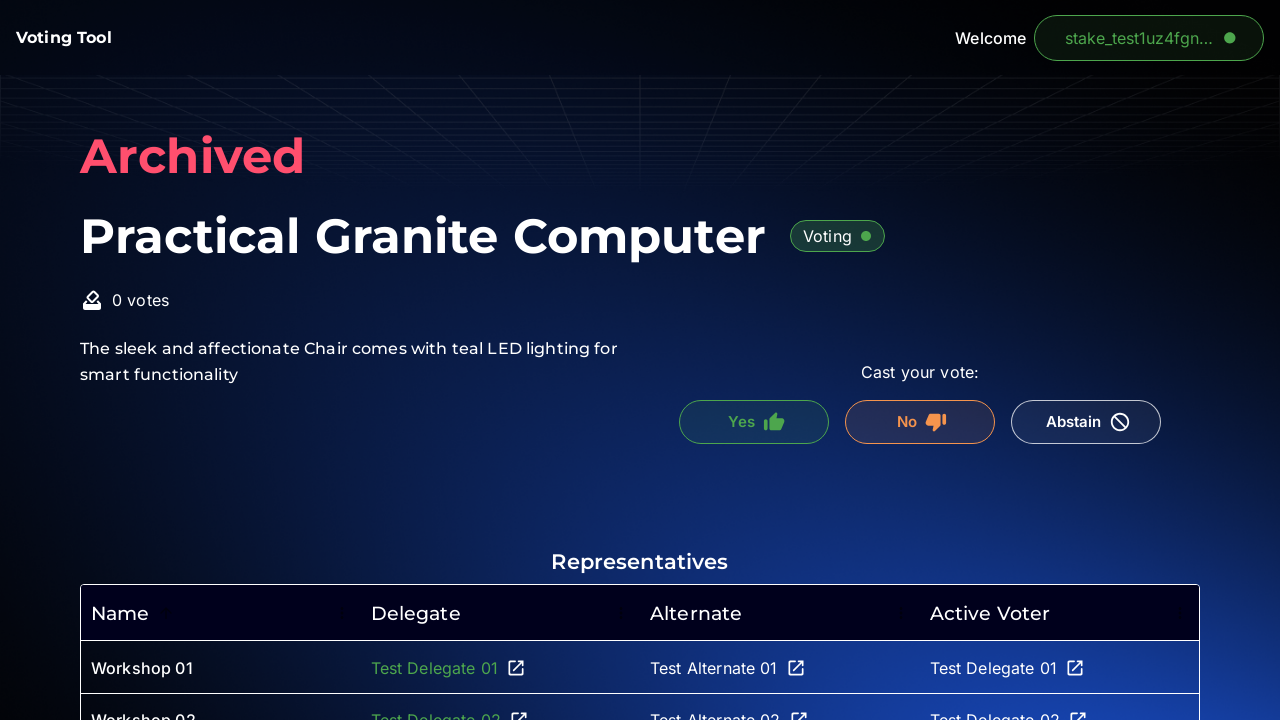 Voting Tool
Welcome
stake_test1uz4fgn...
Archived
Practical Granite Computer
Voting
0 votes
The sleek and affectionate Chair comes with teal LED lighting for
smart functionality
Cast your vote:
Yes
No
Abstain
Representatives
Name Delegate Alternate Active Voter
Workshop 01 Test Delegate 01 Test Alternate 01 Test Delegate 01
Workshop 02 Test Delegate 02 Test Alternate 02 Test Delegate 02